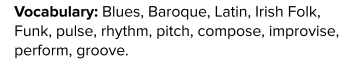 Vocabulary: Blues, Baroque, Latin, Irish Folk,
Funk, pulse, rhythm, pitch, compose, improvise,
perform, groove.